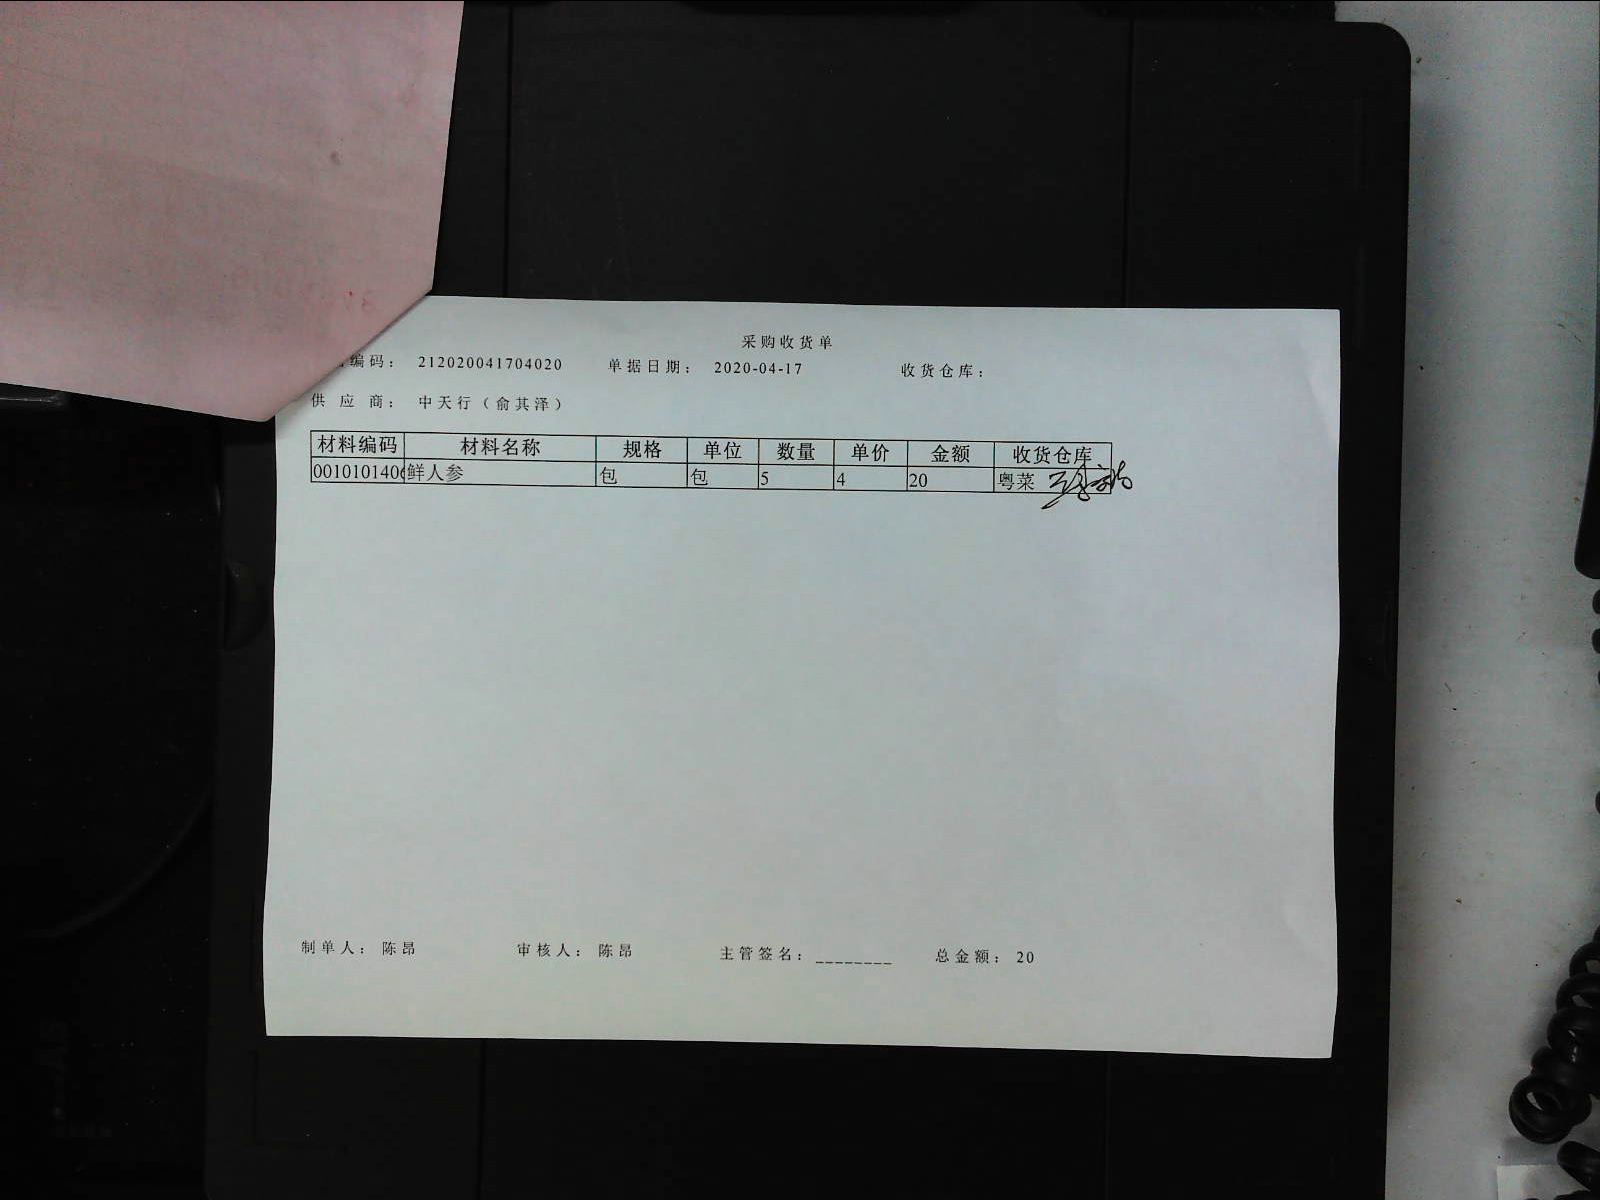 采购收货单
编码： 212020041704020 单据日期： 2020-04-17 收货仓库：
供应商： 中天行（俞其泽）
材料编码 材料名称 规格 单位 数量 单价 金额 收货仓库
0010101406 鲜人参 包 包 5 4 20 粤菜
制单人： 陈昂 审核人： 陈昂 主管签名：________ 总金额： 20